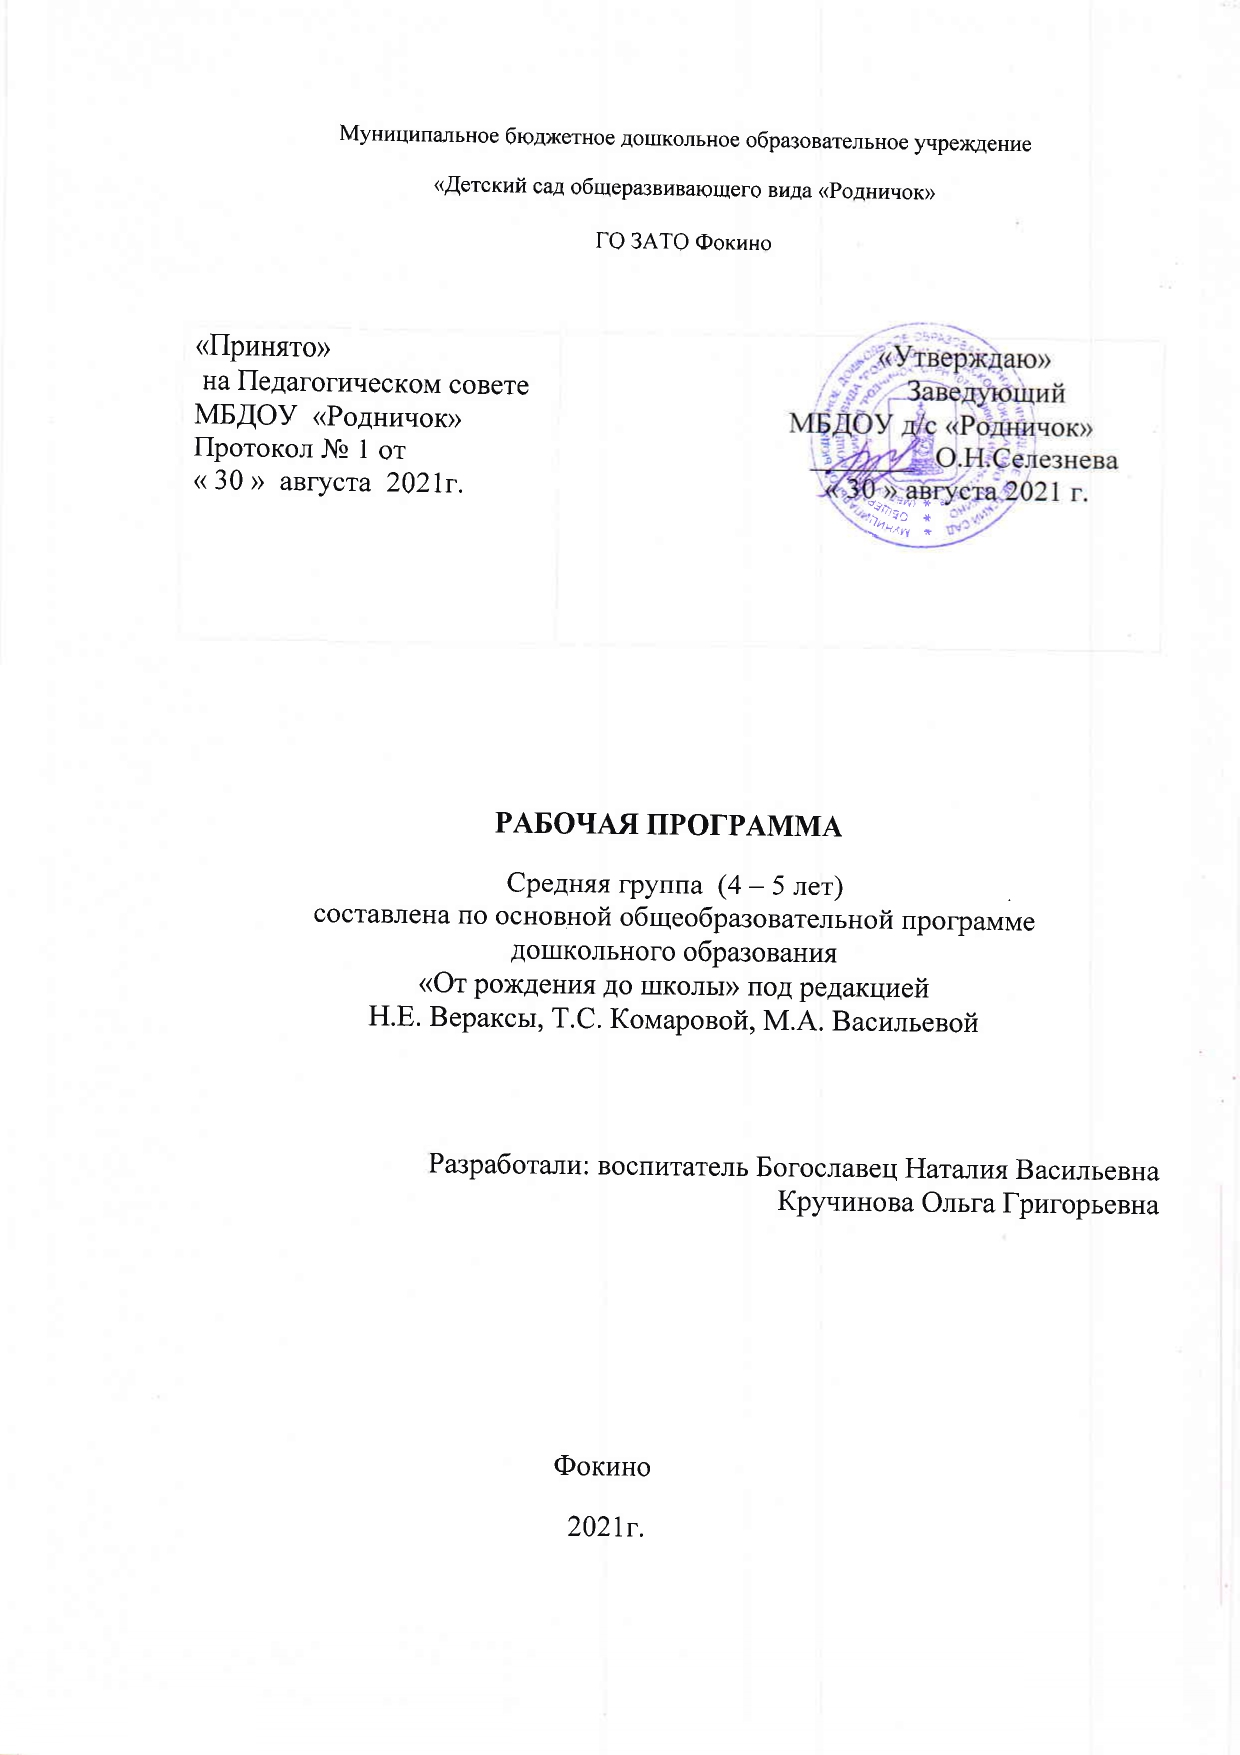 Муниципальное бюджетное дошкольное образовательное учреждение
«Детский сад общеразвивающего вида «Родничок»
ГО ЗАТО Фокино
«Принято»
на Педагогическом совете
МБДОУ «Родничок»
Протокол № 1 от
« 30 » августа 2021г.
«Утверждаю»
Заведующий
МБДОУ д/с «Родничок»
________ О.Н.Селезнева
« 30 » августа 2021 г.
РАБОЧАЯ ПРОГРАММА
Средняя группа (4 – 5 лет)
составлена по основной общеобразовательной программе
дошкольного образования
«От рождения до школы» под редакцией
Н.Е. Вераксы, Т.С. Комаровой, М.А. Васильевой
Разработали: воспитатель Богославец Наталия Васильевна
Кручинова Ольга Григорьевна
Фокино
2021г.